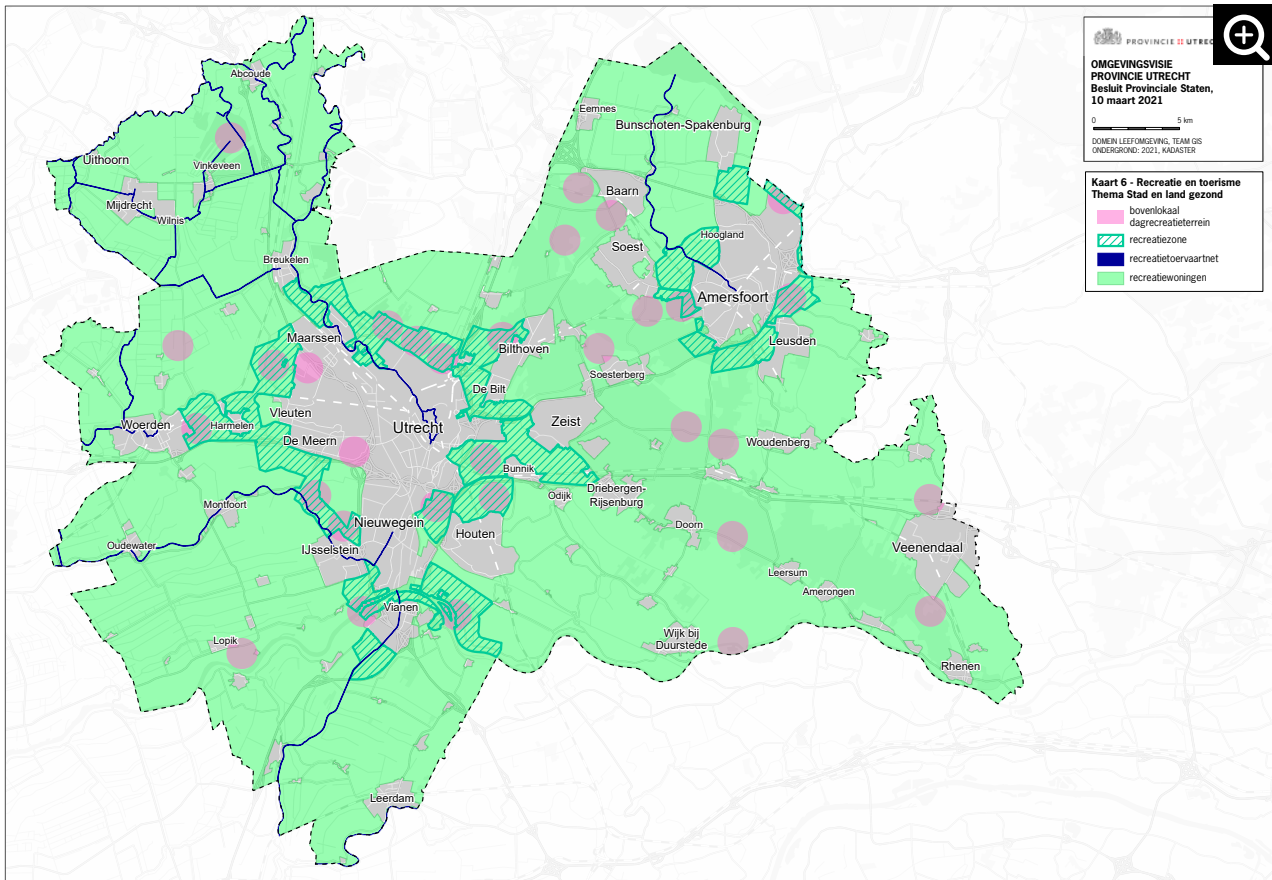 PROVINCIE UTREC
OMGEVINGSVISIE
PROVINCIE UTRECHT
Besluit Provinciale Staten,
10 maart 2021
0 5 km
DOMEIN LEEFOMGEVING, TEAM GIS
ONDERGROND: 2021, KADASTER
Kaart 6 - Recreatie en toerisme
Thema Stad en land gezond
bovenlokaal
dagrecreatieterrein
recreatiezone
recreatietoervaartnet
recreatiewoningen
Abcoude
Eemnes
Bunschoten-Spakenburg
Uithoorn
Vinkeveen
Baarn
Mijdrecht
Wilnis
Hoogland
Soest
Breukelen
Amersfoort
Maarssen
Leusden
Bilthoven
Soesterberg
De Bilt
Vleuten
Zeist
Woerden
Harmelen
Utrecht
De Meern
Woudenberg
Bunnik
Driebergen-
Rijsenburg
Odijk
Montfoort
Nieuwegein
Doorn
Houten
Oudewater
IJsselstein
Veenendaal
Leersum
Amerongen
Vianen
Lopik
Wijk bij
Duurstede
Rhenen
Leerdam